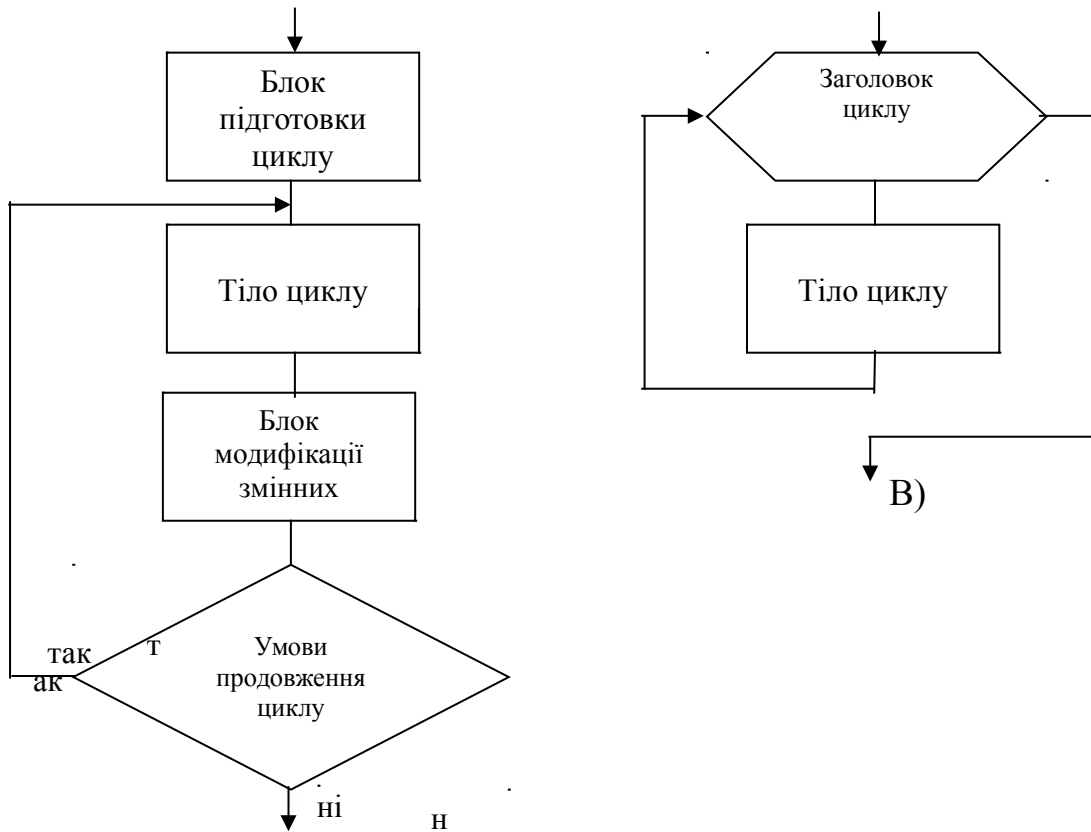 Блок
підготовки
циклу
Тіло циклу
Блок
модифікації
змінних
так
т
ак
Умови
продовження
циклу
ні
н
Заголовок
циклу
Тіло циклу
В)